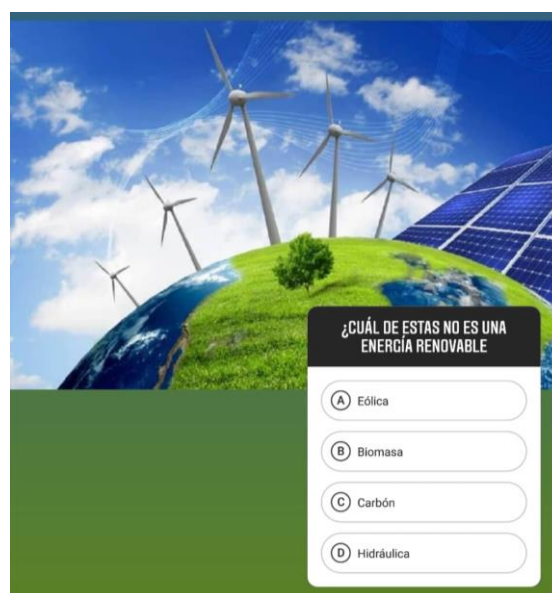 ¿CUÁL DE ESTAS NO ES UNA
ENERGÍA RENOVABLE
A Eólica
B Biomasa
C Carbón
D Hidráulica